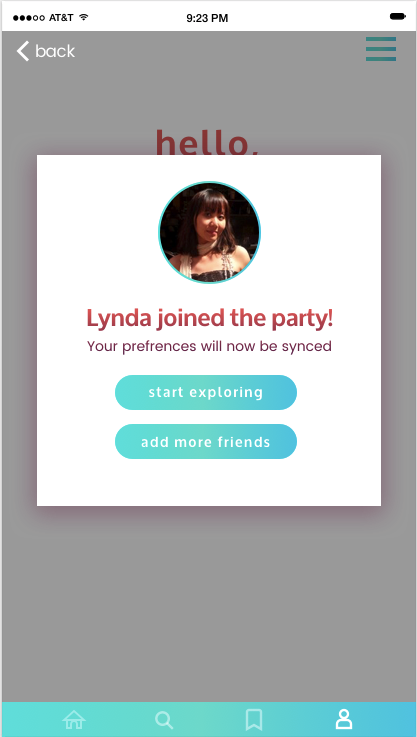 AT&T 9:23 PM
back
hello,
Lynda joined the party!
Your prefrences will now be synced
start exploring
add more friends